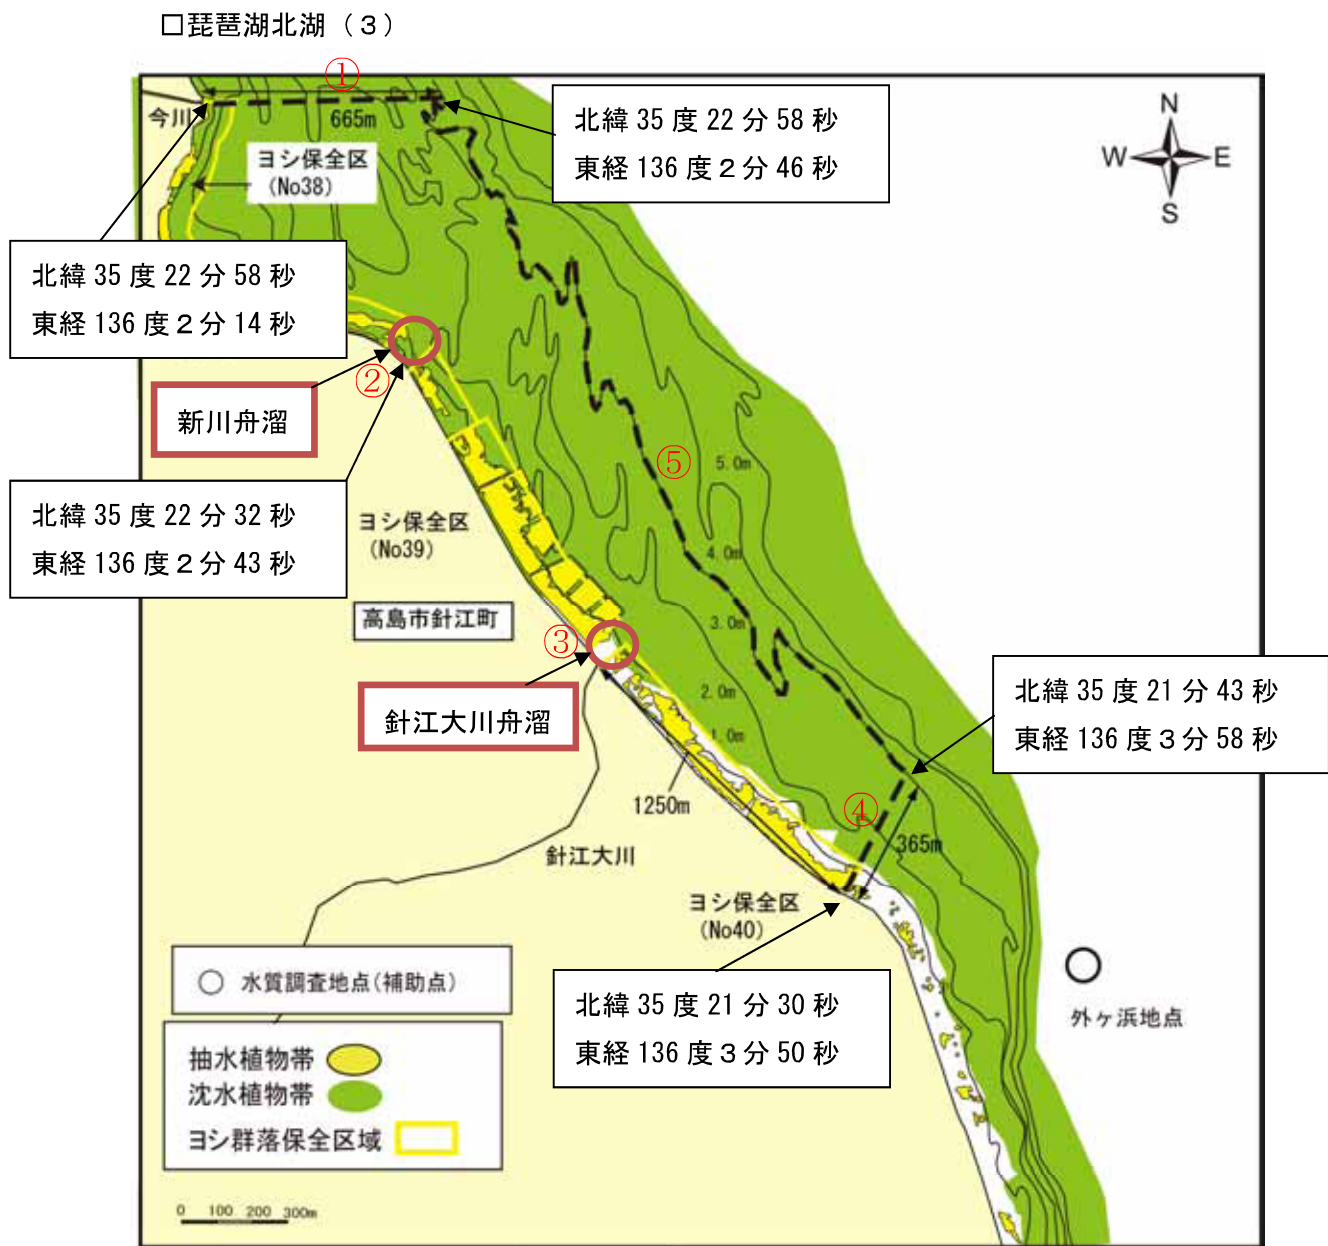 □琵琶湖北湖（３）
①
665m
今川
ヨシ保全区
(No38)
北緯 35 度 22 分 58 秒
東経 136 度２分 46 秒
N
W
E
S
北緯 35 度 22 分 58 秒
東経 136 度２分 14 秒
②
新川舟溜
北緯 35 度 22 分 32 秒
東経 136 度２分 43 秒
ヨシ保全区
(No39)
⑤
5.0m
4.0m
3.0m
2.0m
1.0m
高島市針江町
③
針江大川舟溜
北緯 35 度 21 分 43 秒
東経 136 度３分 58 秒
1250m
④
365m
針江大川
ヨシ保全区
(No40)
北緯 35 度 21 分 30 秒
東経 136 度３分 50 秒
外ヶ浜地点
○ 水質調査地点(補助点)
抽水植物帯
沈水植物帯
ヨシ群落保全区域
0 100 200 300m